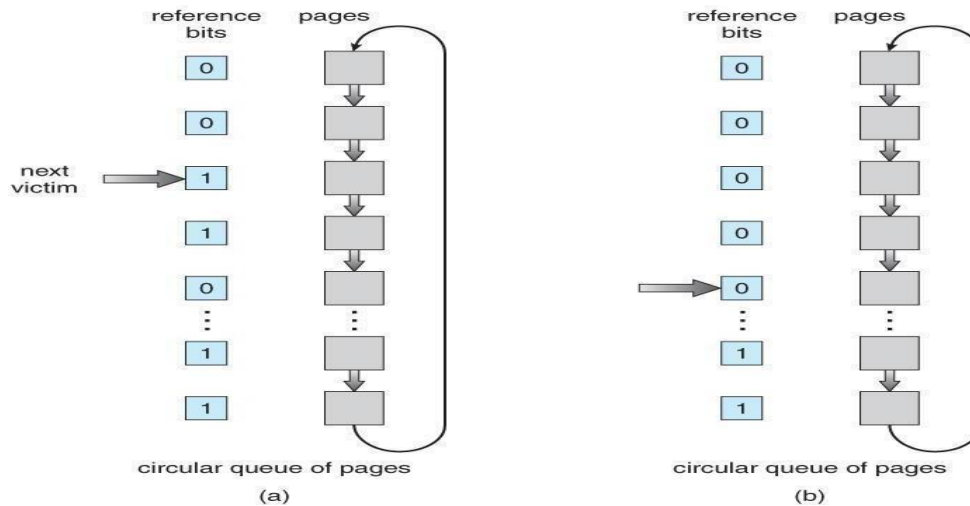 reference bits
pages
0
0
next victim
1
1
0
1
1
circular queue of pages
(a)
reference bits
pages
0
0
0
0
0
1
1
circular queue of pages
(b)